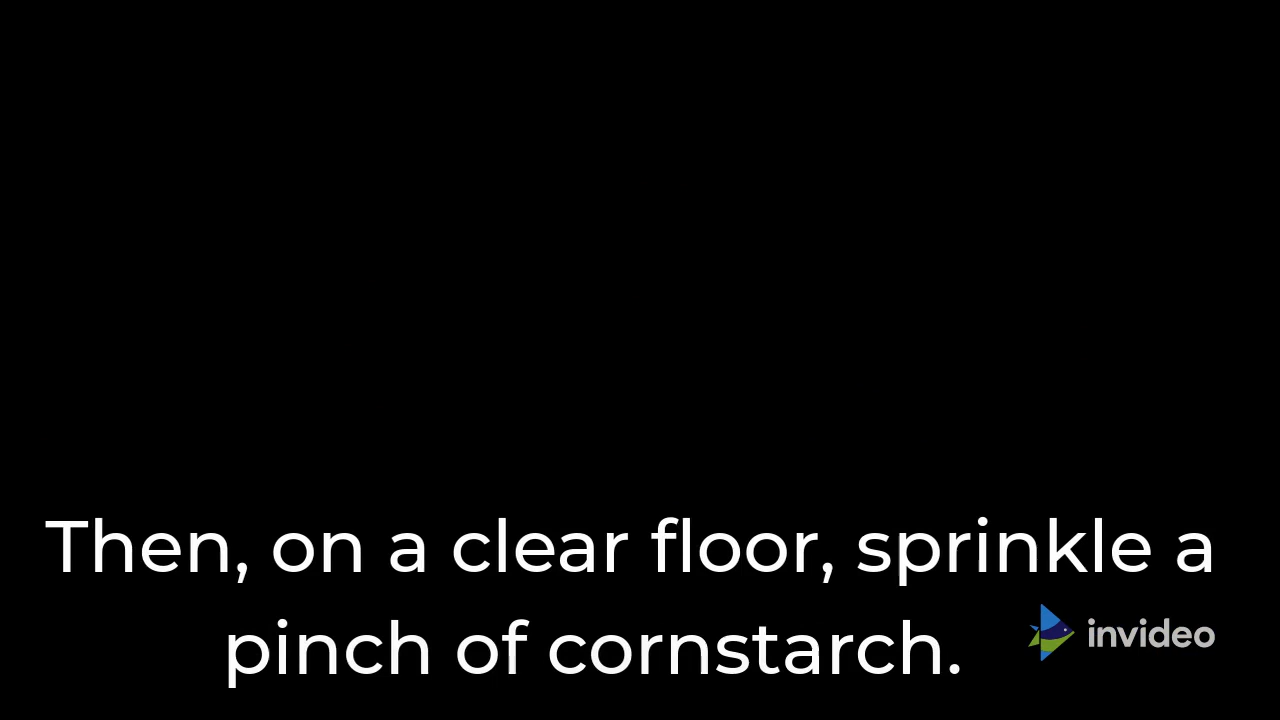 Then, on a clear floor, sprinkle a
pinch of cornstarch.
invideo